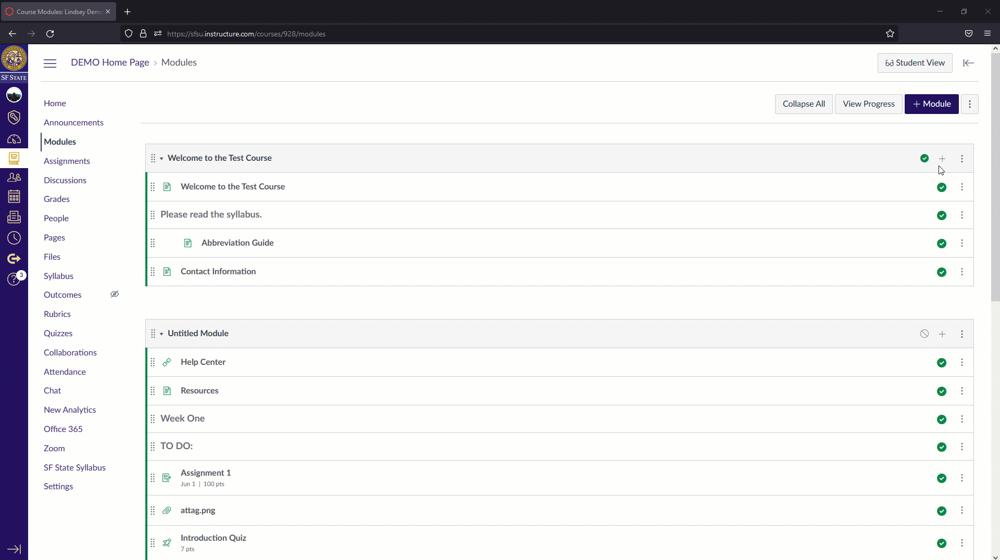 Course Modules: Lindsey Demo
https://sfsu.instructure.com/courses/928/modules
SF STATE
DEMO Home Page › Modules
Student View
Home
Announcements
Modules
Assignments
Discussions
Grades
People
Pages
Files
Syllabus
Outcomes
Rubrics
Quizzes
Collaborations
Attendance
Chat
New Analytics
Office 365
Zoom
SF State Syllabus
Settings
3
Collapse All
View Progress
+ Module
Welcome to the Test Course
Welcome to the Test Course
Please read the syllabus.
Abbreviation Guide
Contact Information
Untitled Module
Help Center
Resources
Week One
TO DO:
Assignment 1
Jun 1 | 100 pts
attag.png
Introduction Quiz
7 pts